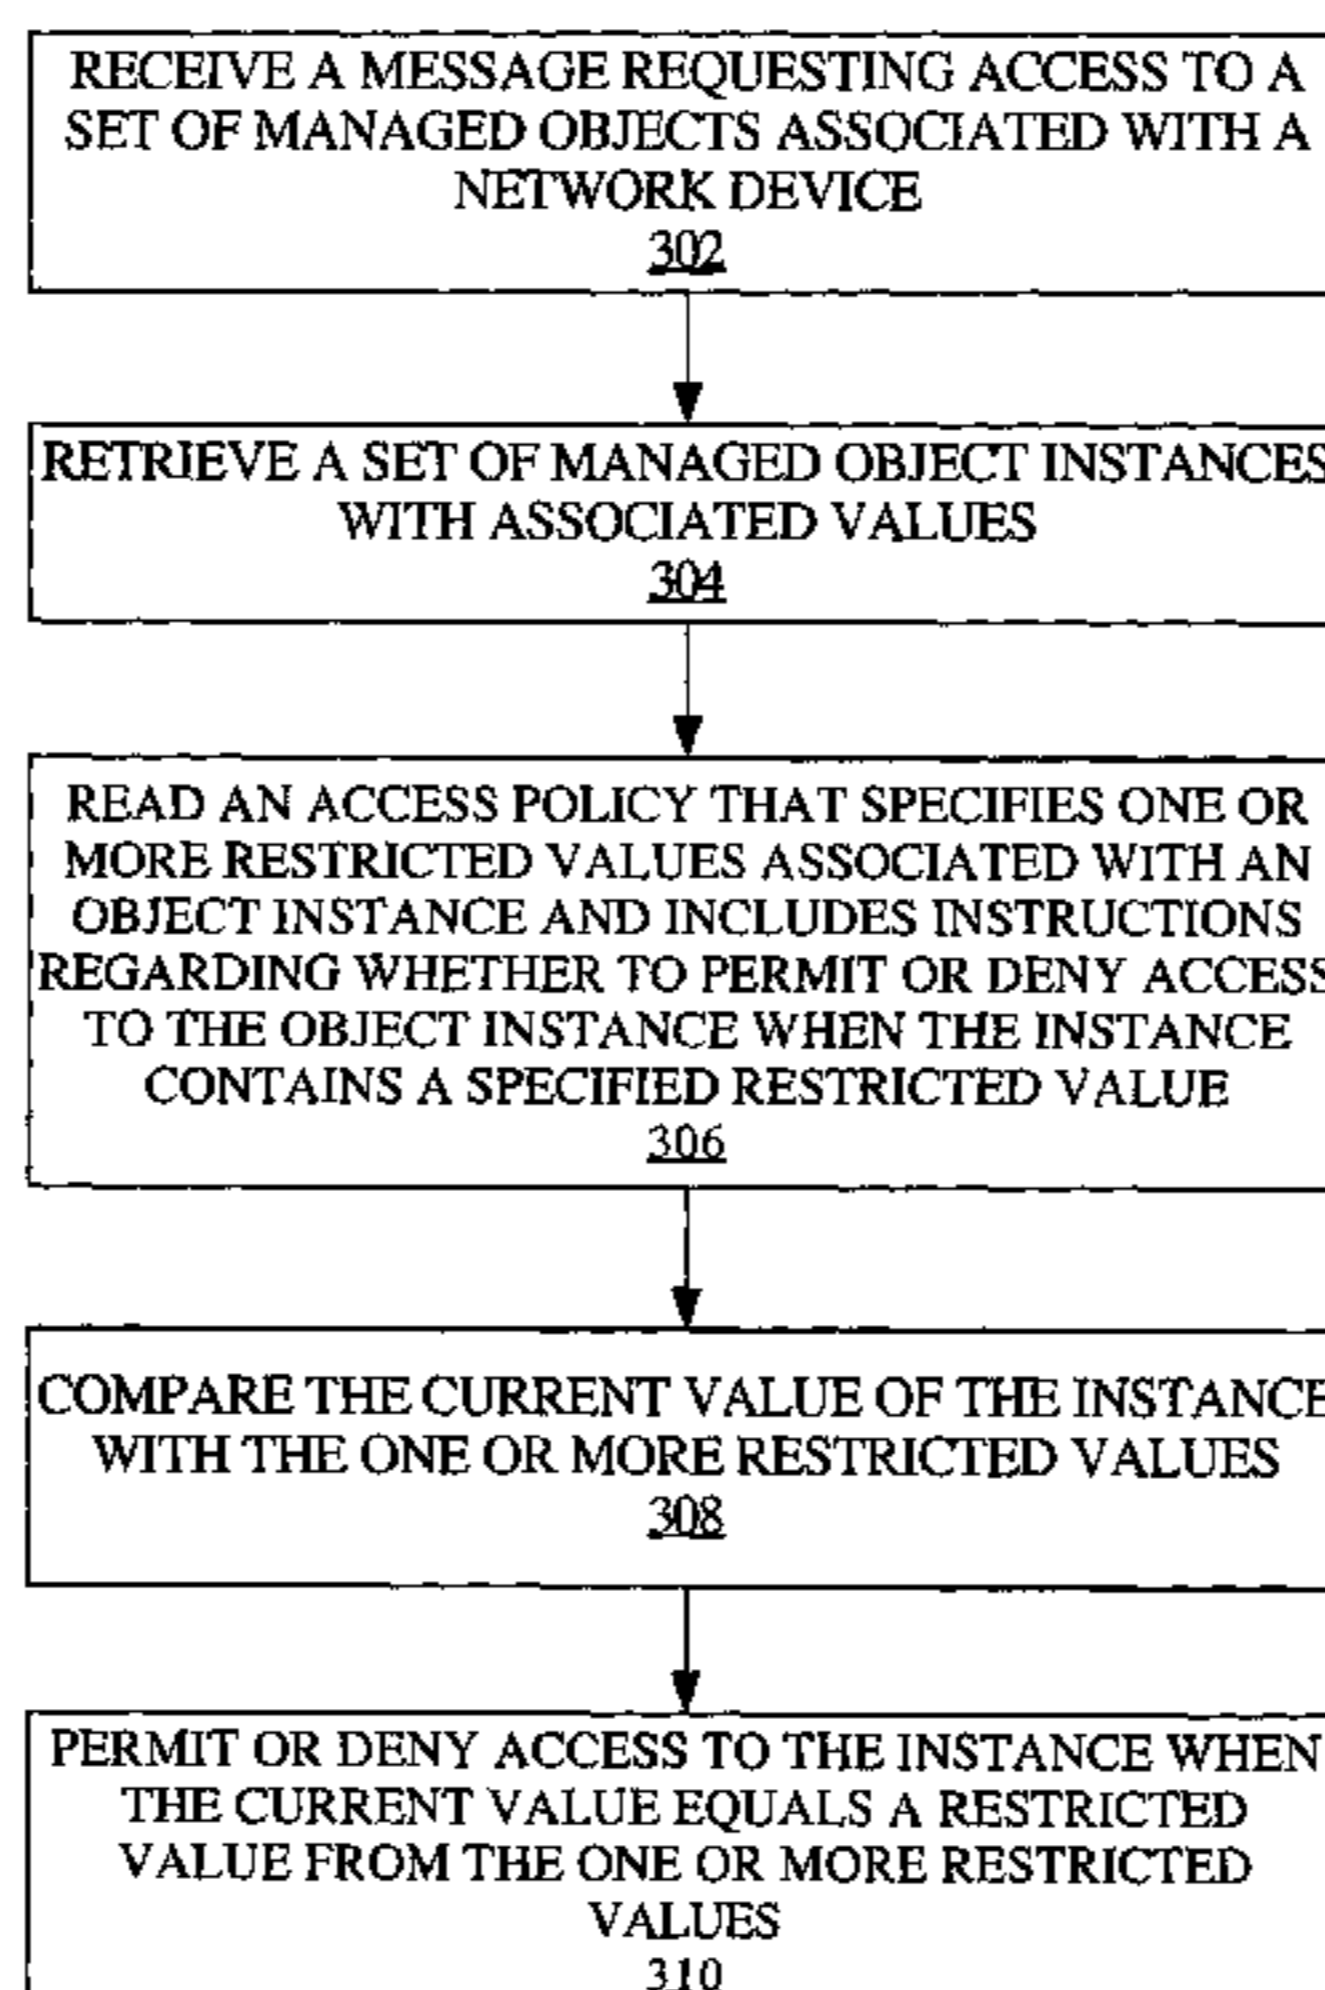 RECEIVE A MESSAGE REQUESTING ACCESS TO A
SET OF MANAGED OBJECTS ASSOCIATED WITH A
NETWORK DEVICE
302
RETRIEVE A SET OF MANAGED OBJECT INSTANCES
WITH ASSOCIATED VALUES
304
READ AN ACCESS POLICY THAT SPECIFIES ONE OR
MORE RESTRICTED VALUES ASSOCIATED WITH AN
OBJECT INSTANCE AND INCLUDES INSTRUCTIONS
REGARDING WHETHER TO PERMIT OR DENY ACCESS
TO THE OBJECT INSTANCE WHEN THE INSTANCE
CONTAINS A SPECIFIED RESTRICTED VALUE
306
COMPARE THE CURRENT VALUE OF THE INSTANCE
WITH THE ONE OR MORE RESTRICTED VALUES
308
PERMIT OR DENY ACCESS TO THE INSTANCE WHEN
THE CURRENT VALUE EQUALS A RESTRICTED
VALUE FROM THE ONE OR MORE RESTRICTED
VALUES
310